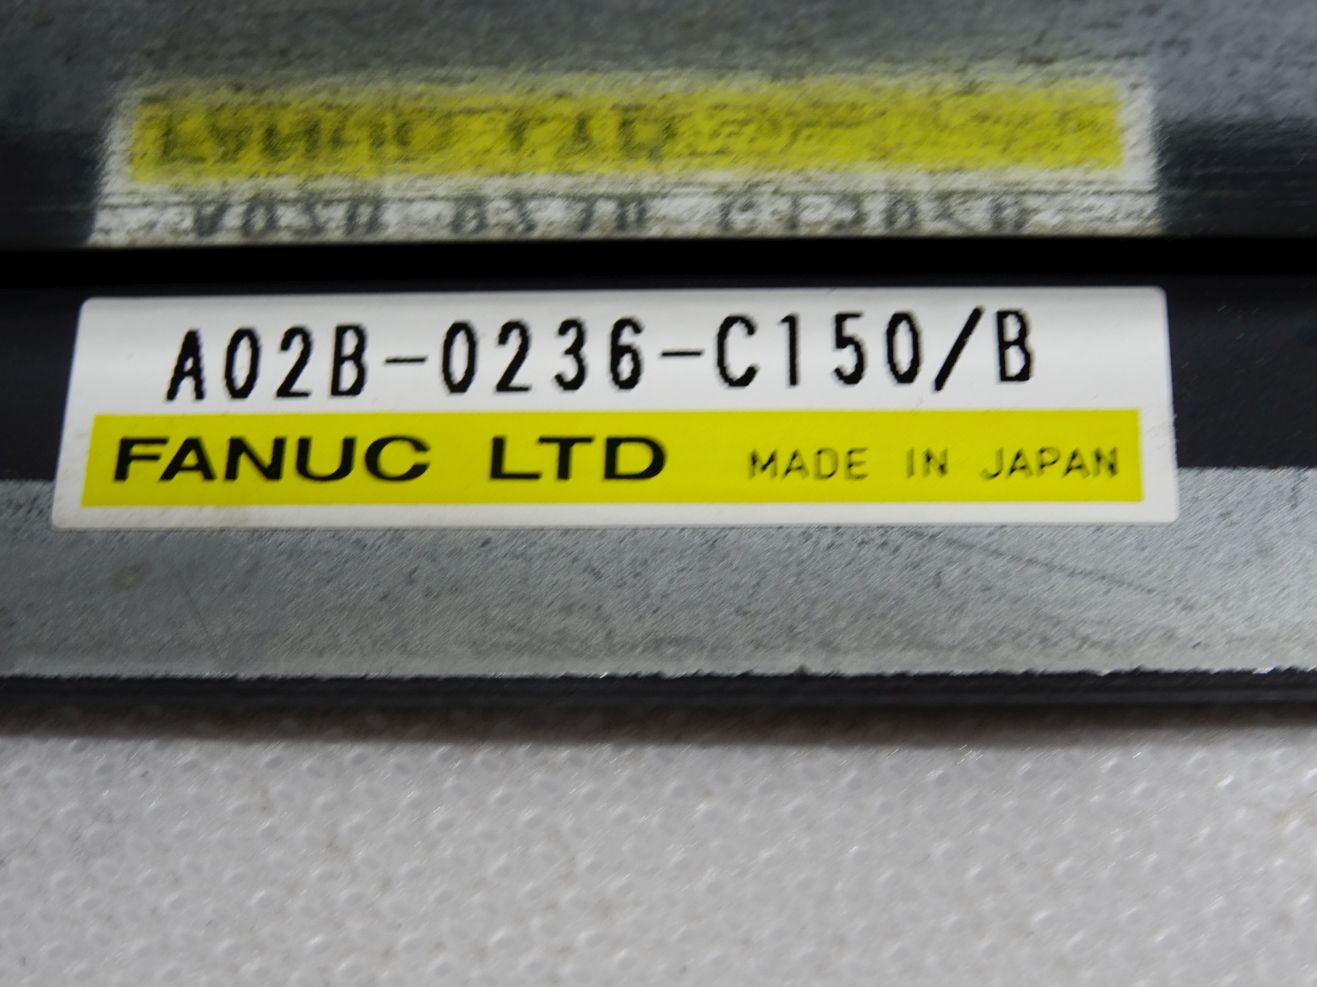 A02B-0236-C150/B
FANUC LTD MADE IN JAPAN